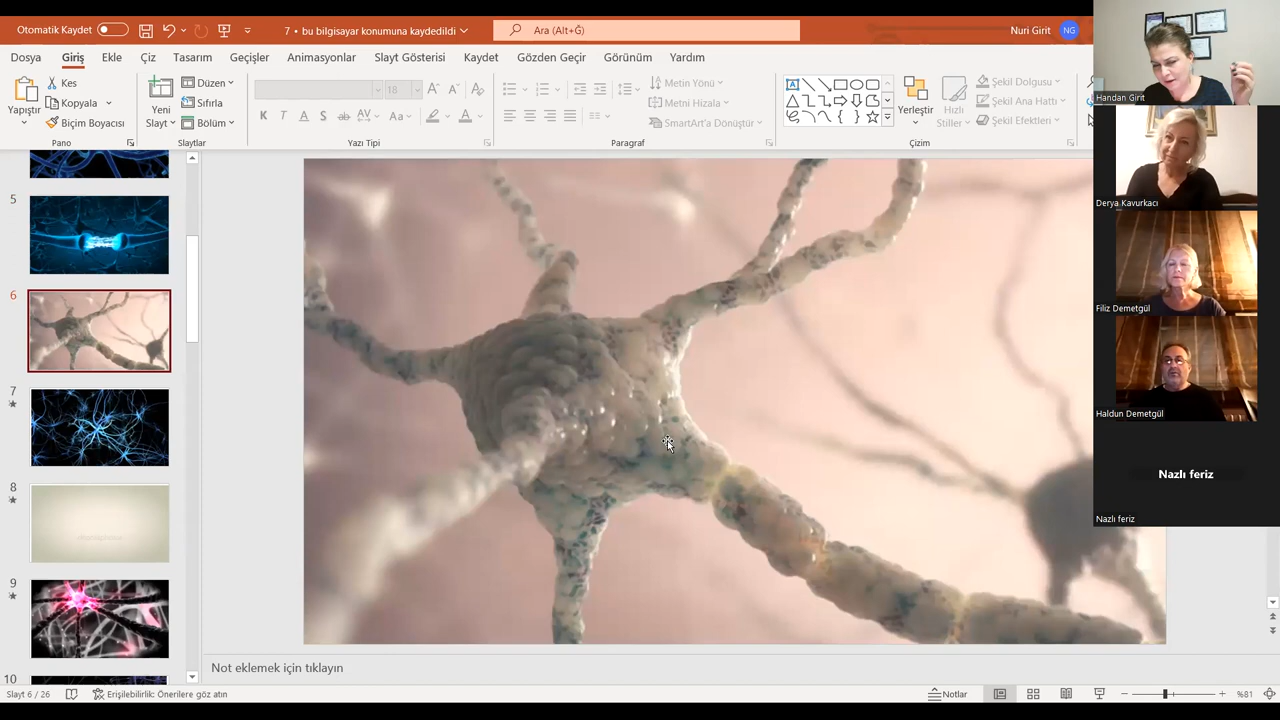 Otomatik Kaydet
7 • bu bilgisayar konumuna kaydedildi
Ara (Alt+Ğ)
Nuri Girit
NG
Dosya
Giriş
Ekle
Çiz
Tasarım
Geçişler
Animasyonlar
Slayt Gösterisi
Kaydet
Gözden Geçir
Görünüm
Yardım
Yapıştır
Kes
Kopyala
Biçim Boyacısı
Pano
Yeni
Slayt
Düzen
Sıfırla
Bölüm
Slaytlar
18
K
T
A
S
ab
AV
Aa
A
Yazı Tipi
Metin Yönü
Metni Hizala
SmartArt'a Dönüştür
Paragraf
Yerleştir
Hızlı
Stiller
Şekil Dolgusu
Şekil Ana Hattı
Şekil Efektleri
Çizim
5
6
7
8
9
10
Handan Girit
Derya Kavurkacı
Filiz Demetgül
Haldun Demetgül
Nazlı feriz
Nazlı feriz
Not eklemek için tıklayın
Slayt 6 / 26
Erişilebilirlik: Önerilere göz atın
Notlar
%81